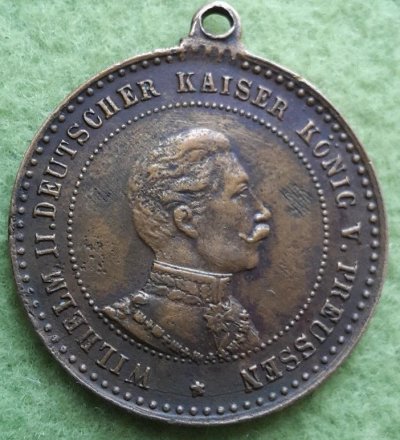 WILHELM II. DEUTSCHER KAISER KÖNIG V. PREUSSEN